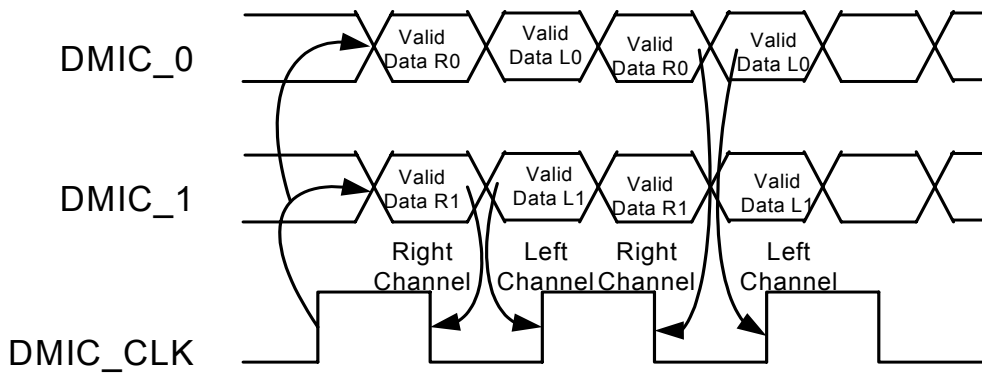 DMIC_0
Valid
Data R0
Valid
Data L0
Valid
Data R0
Valid
Data L0
DMIC_1
Valid
Data R1
Valid
Data L1
Valid
Data R1
Valid
Data L1
Right
Channel
Left
Channel
Right
Channel
Left
Channel
DMIC_CLK